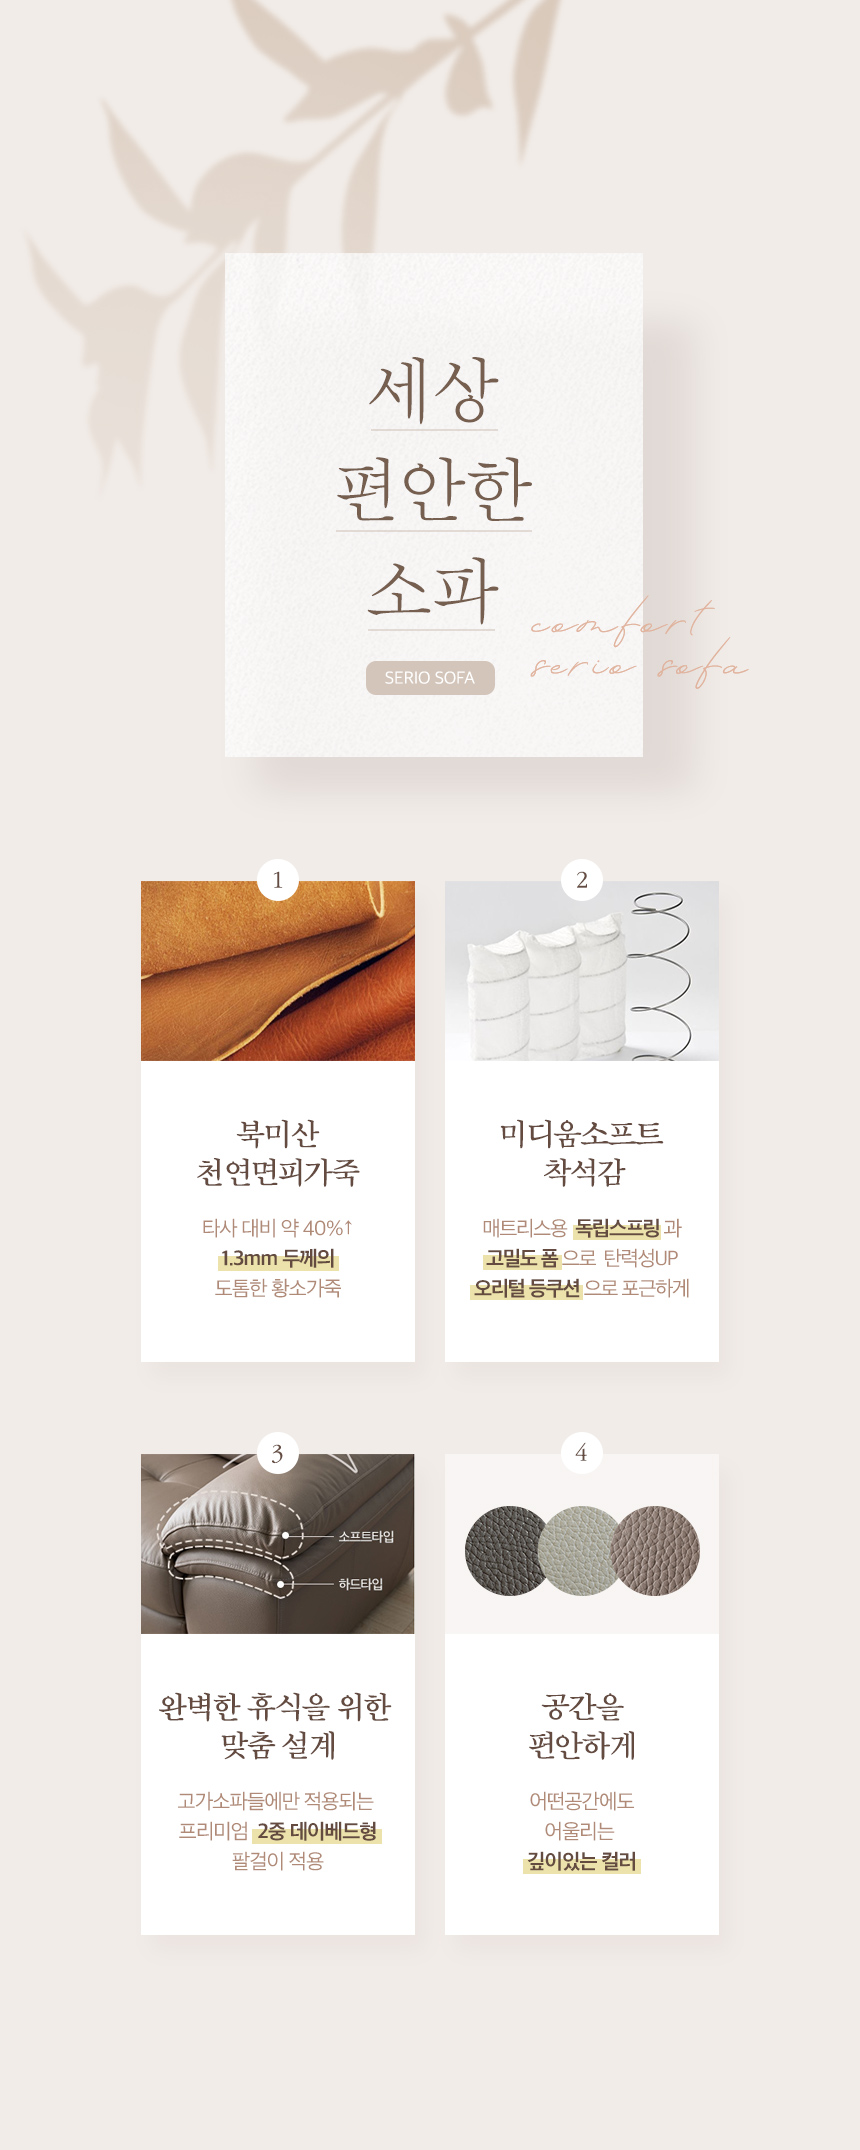 세상
편안한
소파
comfort
serio sofa
SERIO SOFA
1
북미산
천연면피가죽
타사 대비 약 40%↑
1.3mm 두께의
도톰한 황소가죽
2
미디움소프트
착석감
매트리스용 독립스프링과
고밀도 폼으로 탄력성UP
오리털 등쿠션으로 포근하게
3
소프트타입
하드타입
완벽한 휴식을 위한
맞춤 설계
고가소파들에만 적용되는
프리미엄 2중 데이베드형
팔걸이 적용
4
공간을
편안하게
어떤공간에도
어울리는
깊이있는 컬러